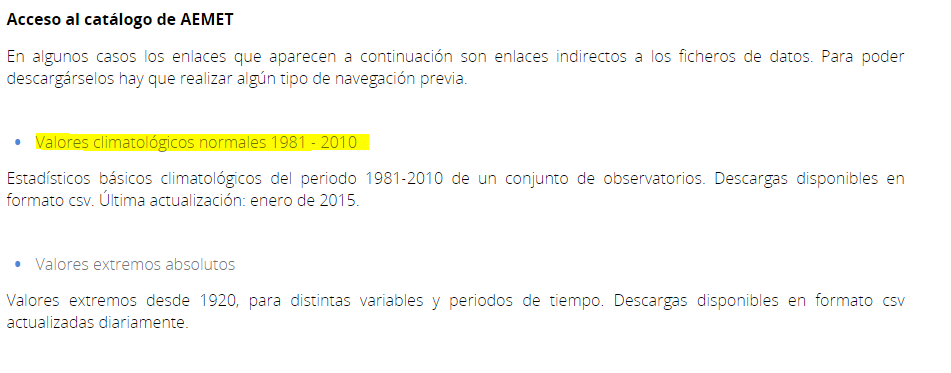 Acceso al catálogo de AEMET
En algunos casos los enlaces que aparecen a continuación son enlaces indirectos a los ficheros de datos. Para poder
descargárselos hay que realizar algún tipo de navegación previa.
• Valores climatológicos normales 1981 - 2010
Estadísticos básicos climatológicos del periodo 1981-2010 de un conjunto de observatorios. Descargas disponibles en
formato csv. Última actualización: enero de 2015.
• Valores extremos absolutos
Valores extremos desde 1920, para distintas variables y periodos de tiempo. Descargas disponibles en formato csv
actualizadas diariamente.